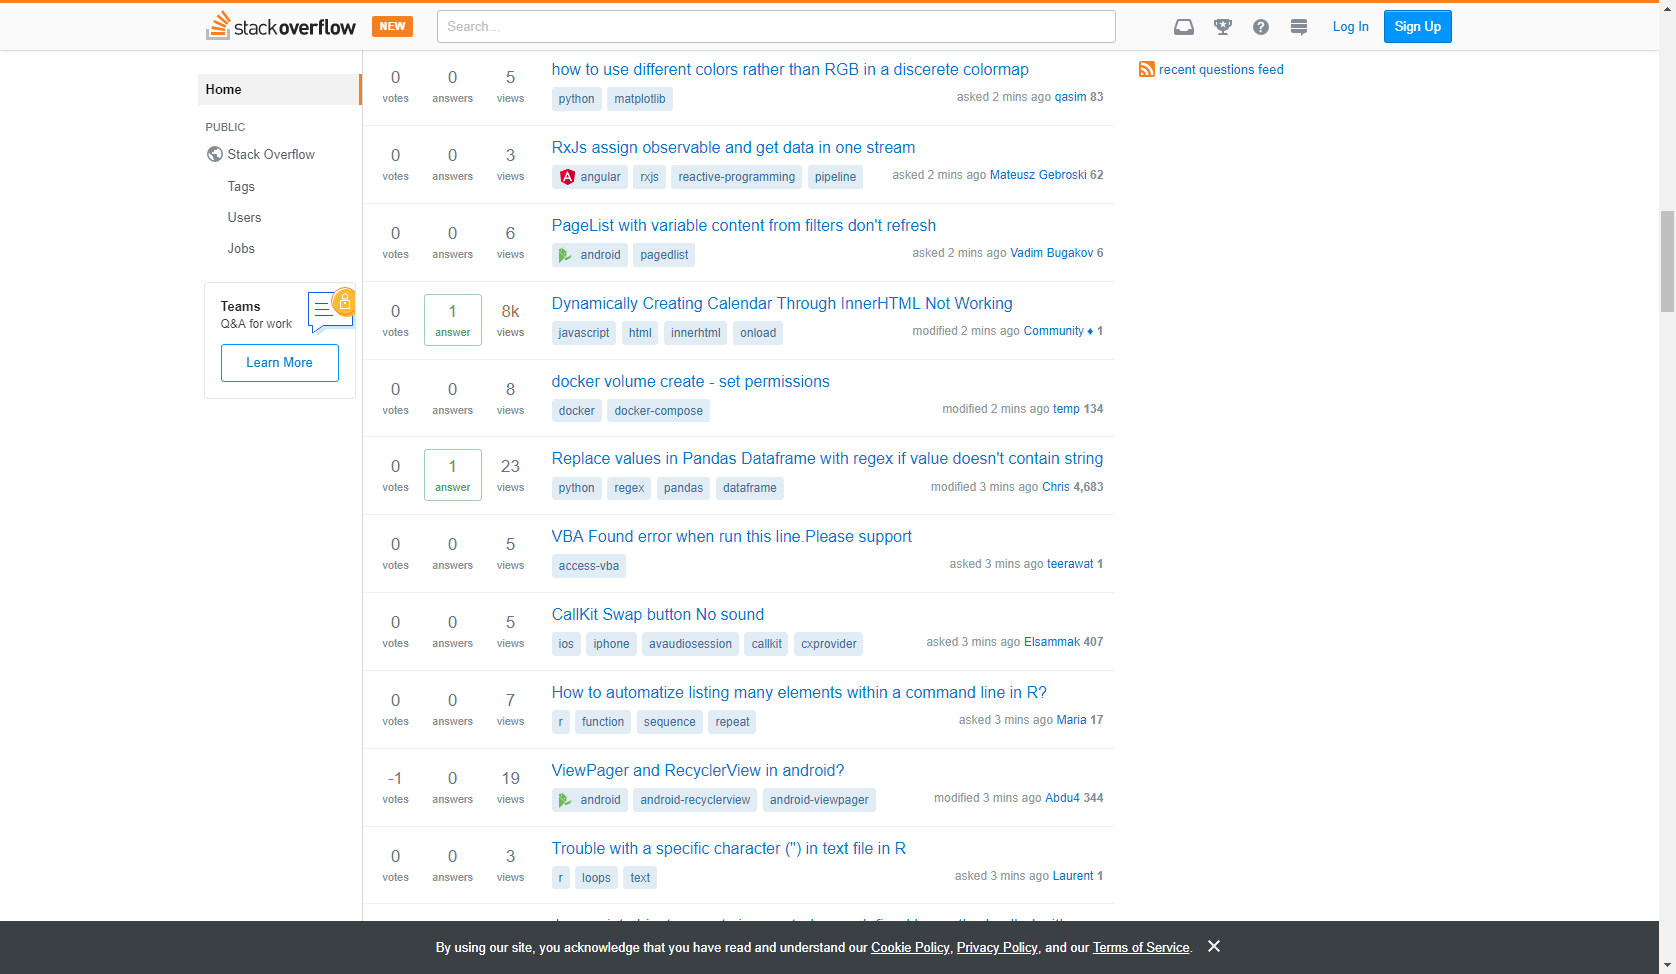 stackoverflow NEW Search... Log In Sign Up
Home
PUBLIC
Stack Overflow
Tags
Users
Jobs
Teams
Q&A for work
Learn More
0 votes 0 answers 5 views
how to use different colors rather than RGB in a discerete colormap
python matplotlib
asked 2 mins ago qasim 83
0 votes 0 answers 3 views
RxJs assign observable and get data in one stream
angular rxjs reactive-programming pipeline
asked 2 mins ago Mateusz Gebroski 62
0 votes 0 answers 6 views
PageList with variable content from filters don't refresh
android pagedlist
asked 2 mins ago Vadim Bugakov 6
0 votes 1 answer 8k views
Dynamically Creating Calendar Through InnerHTML Not Working
javascript html innerhtml onload
modified 2 mins ago Community ♦ 1
0 votes 0 answers 8 views
docker volume create - set permissions
docker docker-compose
modified 2 mins ago temp 134
0 votes 1 answer 23 views
Replace values in Pandas Dataframe with regex if value doesn't contain string
python regex pandas dataframe
modified 3 mins ago Chris 4,683
0 votes 0 answers 5 views
VBA Found error when run this line.Please support
access-vba
asked 3 mins ago teerawat 1
0 votes 0 answers 5 views
CallKit Swap button No sound
ios iphone avaudiosession callkit cxprovider
asked 3 mins ago Elsammak 407
0 votes 0 answers 7 views
How to automatize listing many elements within a command line in R?
r function sequence repeat
asked 3 mins ago Maria 17
-1 votes 0 answers 19 views
ViewPager and RecyclerView in android?
android android-recyclerview android-viewpager
modified 3 mins ago Abdu4 344
0 votes 0 answers 3 views
Trouble with a specific character (") in text file in R
r loops text
asked 3 mins ago Laurent 1
recent questions feed
By using our site, you acknowledge that you have read and understand our Cookie Policy, Privacy Policy, and our Terms of Service.